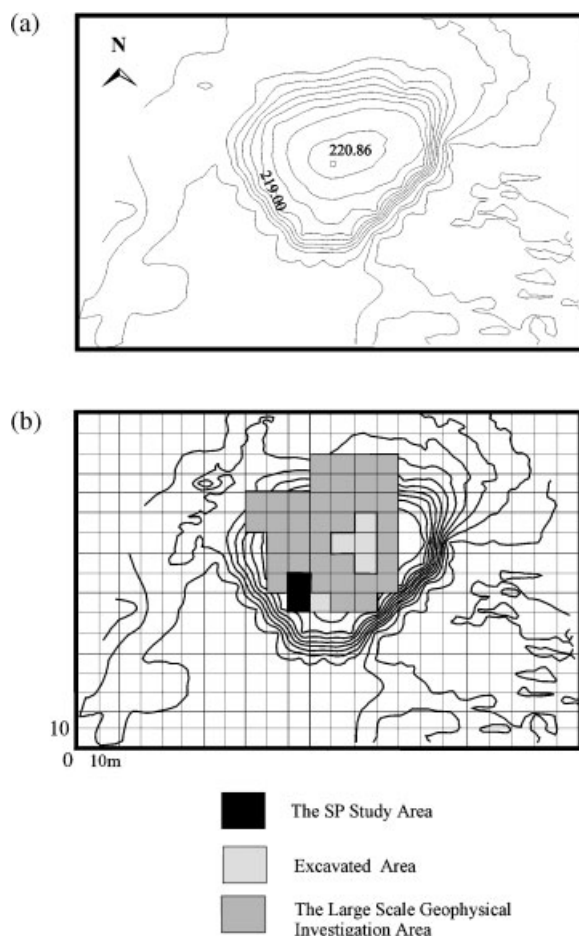 (a)
N
220.86
219.00
(b)
10
0 10m
The SP Study Area
Excavated Area
The Large Scale Geophysical
Investigation Area